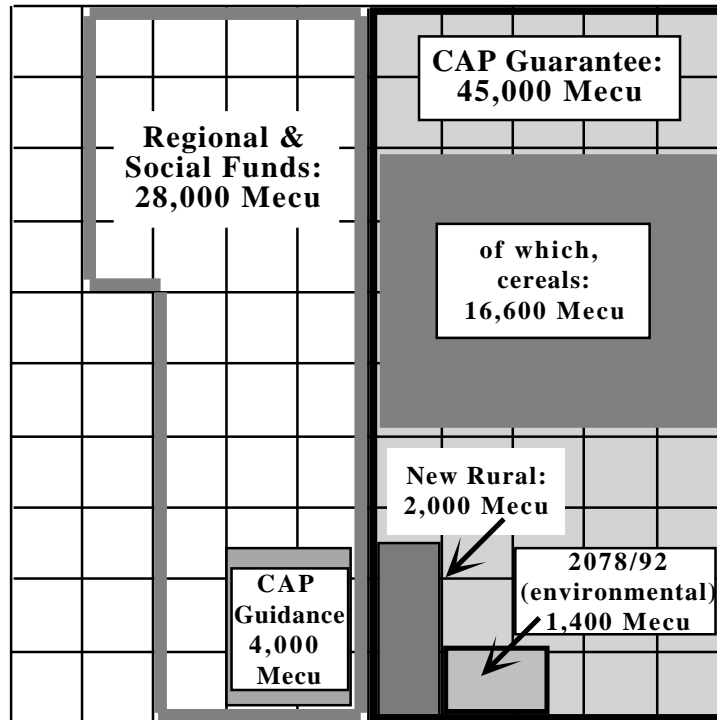 CAP Guarantee:
45,000 Mecu
Regional &
Social Funds:
28,000 Mecu
of which,
cereals:
16,600 Mecu
New Rural:
2,000 Mecu
2078/92
(environmental)
1,400 Mecu
CAP
Guidance
4,000
Mecu